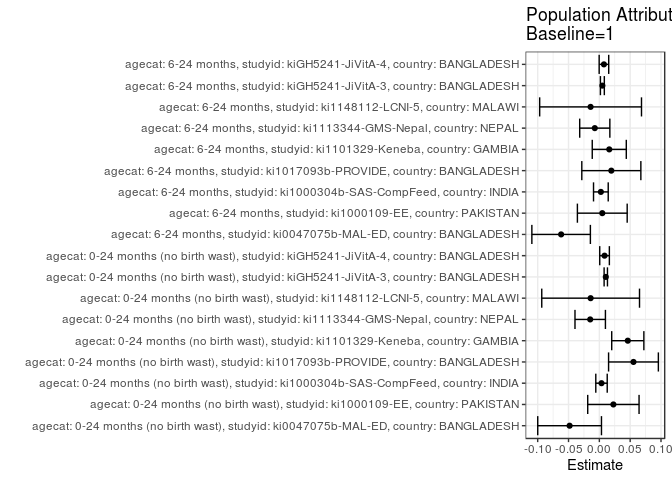 Population Attribut
Baseline=1
agecat: 6-24 months, studyid: kiGH5241-JiVitA-4, country: BANGLADESH
agecat: 6-24 months, studyid: kiGH5241-JiVitA-3, country: BANGLADESH
agecat: 6-24 months, studyid: ki1148112-LCNI-5, country: MALAWI
agecat: 6-24 months, studyid: ki1113344-GMS-Nepal, country: NEPAL
agecat: 6-24 months, studyid: ki1101329-Keneba, country: GAMBIA
agecat: 6-24 months, studyid: ki1017093b-PROVIDE, country: BANGLADESH
agecat: 6-24 months, studyid: ki1000304b-SAS-CompFeed, country: INDIA
agecat: 6-24 months, studyid: ki1000109-EE, country: PAKISTAN
agecat: 6-24 months, studyid: ki0047075b-MAL-ED, country: BANGLADESH
agecat: 0-24 months (no birth wast), studyid: kiGH5241-JiVitA-4, country: BANGLADESH
agecat: 0-24 months (no birth wast), studyid: kiGH5241-JiVitA-3, country: BANGLADESH
agecat: 0-24 months (no birth wast), studyid: ki1148112-LCNI-5, country: MALAWI
agecat: 0-24 months (no birth wast), studyid: ki1113344-GMS-Nepal, country: NEPAL
agecat: 0-24 months (no birth wast), studyid: ki1101329-Keneba, country: GAMBIA
agecat: 0-24 months (no birth wast), studyid: ki1017093b-PROVIDE, country: BANGLADESH
agecat: 0-24 months (no birth wast), studyid: ki1000304b-SAS-CompFeed, country: INDIA
agecat: 0-24 months (no birth wast), studyid: ki1000109-EE, country: PAKISTAN
agecat: 0-24 months (no birth wast), studyid: ki0047075b-MAL-ED, country: BANGLADESH
-0.10 -0.05 0.00 0.05 0.10
Estimate